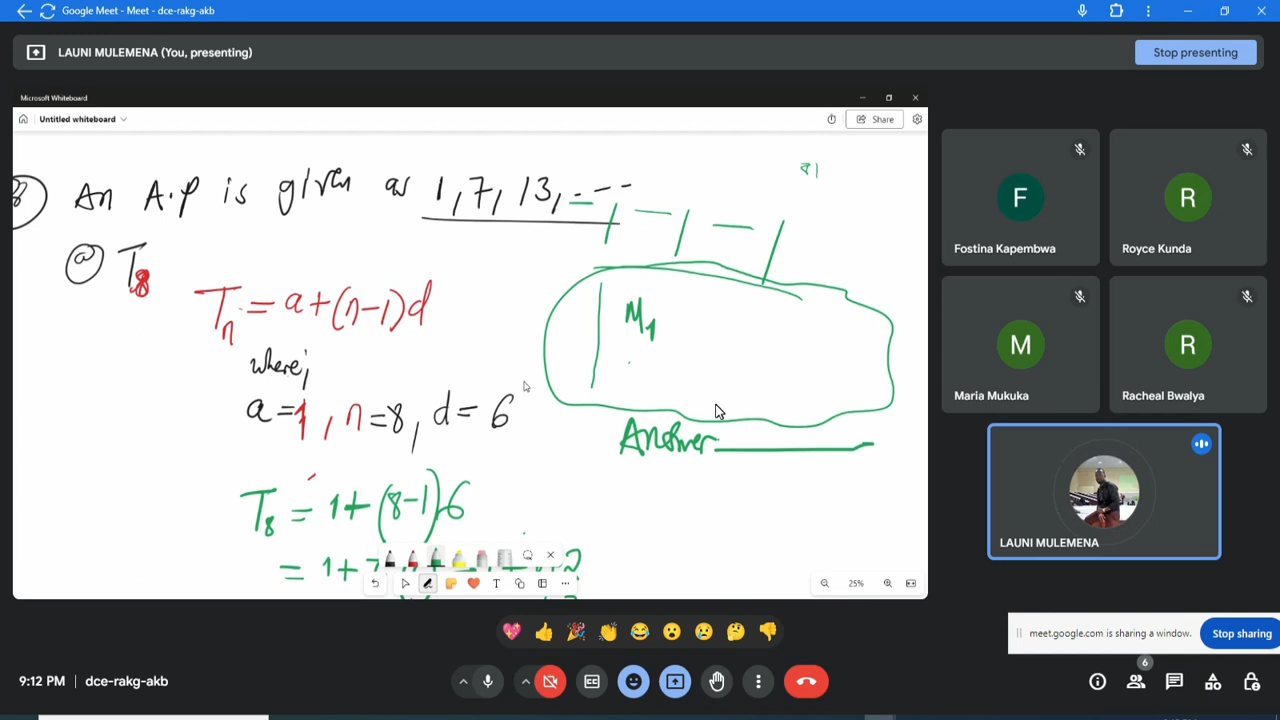 Google Meet - Meet - dce-rakg-akb
LAUNI MULEMENA (You, presenting)
Stop presenting
Microsoft Whiteboard
Untitled whiteboard
Share
8) An A.P is given as 1, 7, 13, ---
(a) T8
Tn = a+(n-1)d
where;
a=1, n=8, d=6
T8 = 1+(8-1)6
= 1+7
M1
Answer
F
Fostina Kapembwa
R
Royce Kunda
M
Maria Mukuka
R
Racheal Bwalya
LAUNI MULEMENA
25%
meet.google.com is sharing a window.
Stop sharing
9:12 PM | dce-rakg-akb
6